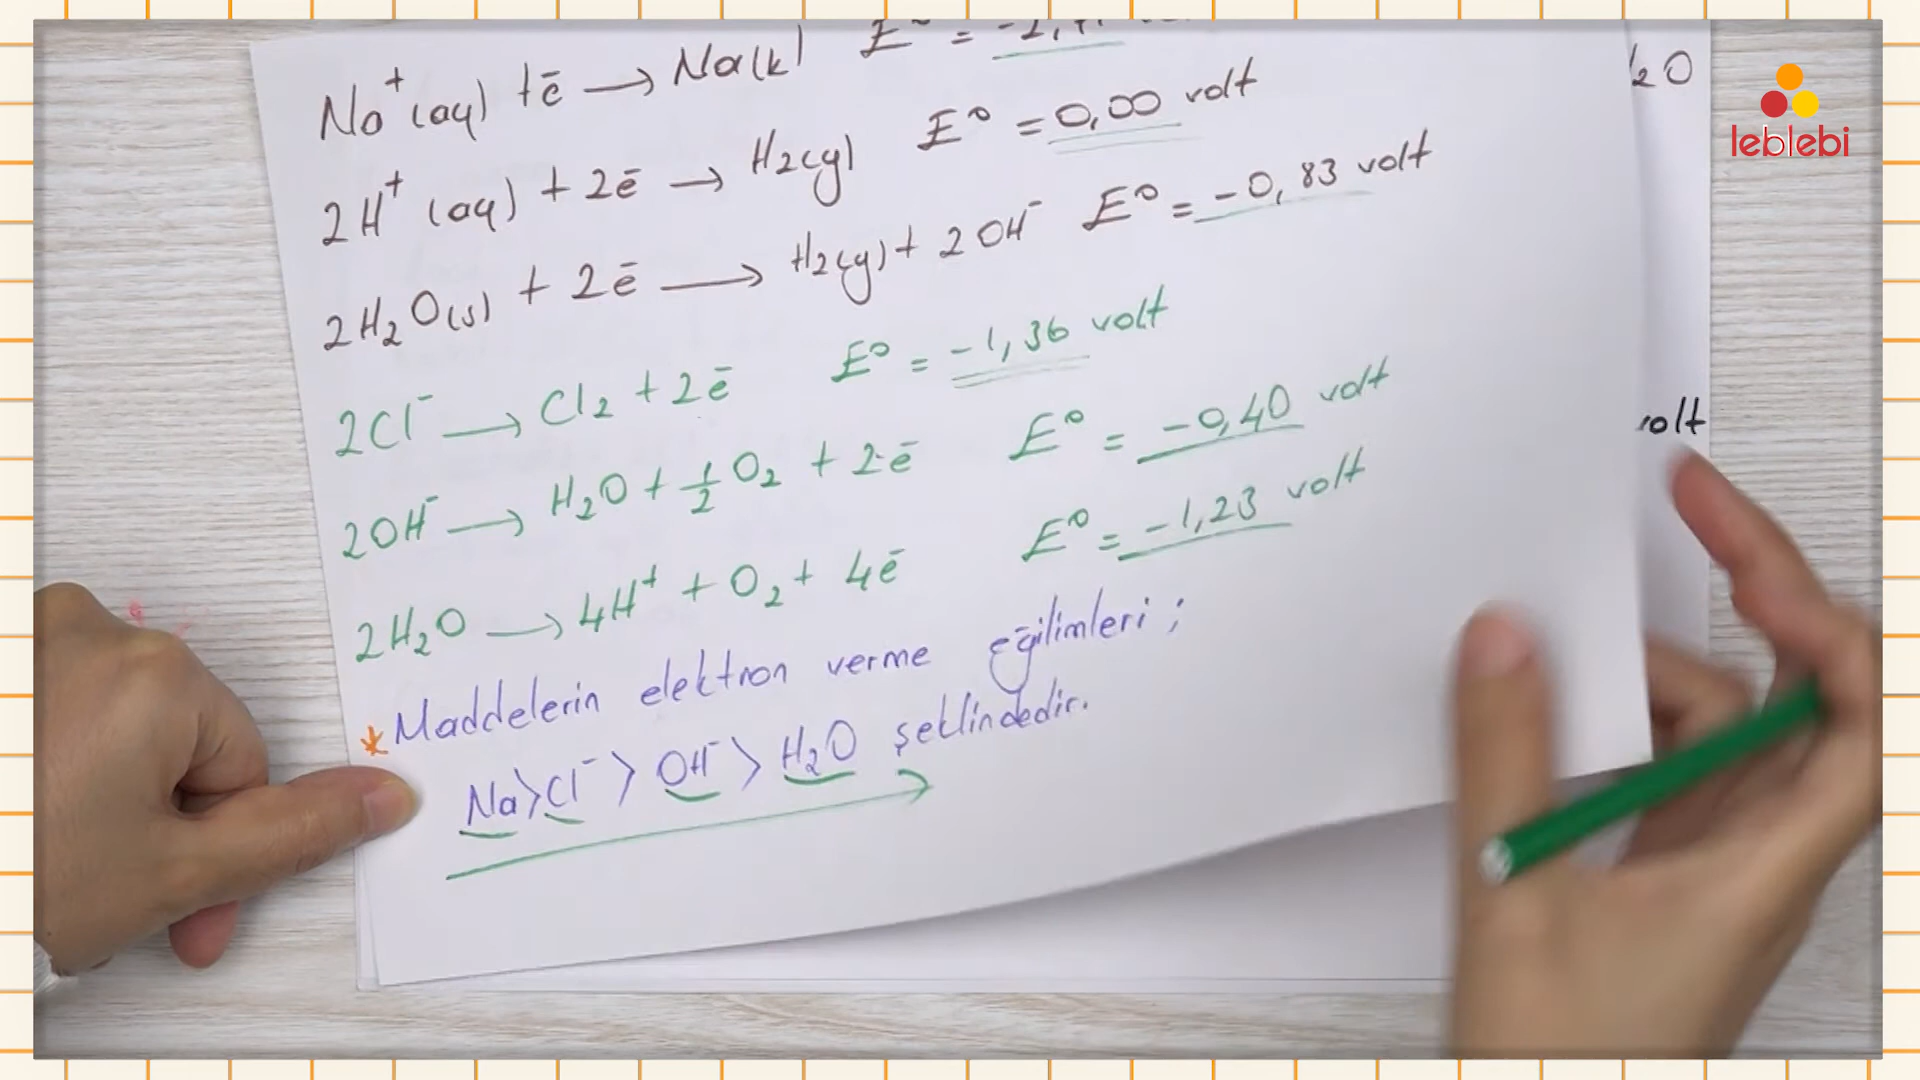 Na⁺(aq) + ē → Na(k) E° =
2H⁺(aq) + 2ē → H₂(g) E° = 0,00 volt
2H₂O(s) + 2ē → H₂(g) + 2OH⁻ E° = -0,83 volt
2Cl⁻ → Cl₂ + 2ē E° = -1,36 volt
2OH⁻ → H₂O + 1/2 O₂ + 2ē E° = -0,40 volt
2H₂O → 4H⁺ + O₂ + 4ē E° = -1,23 volt
* Maddelerin elektron verme eğilimleri;
Na > Cl⁻ > OH⁻ > H₂O şeklindedir.
₂O
volt
leblebi